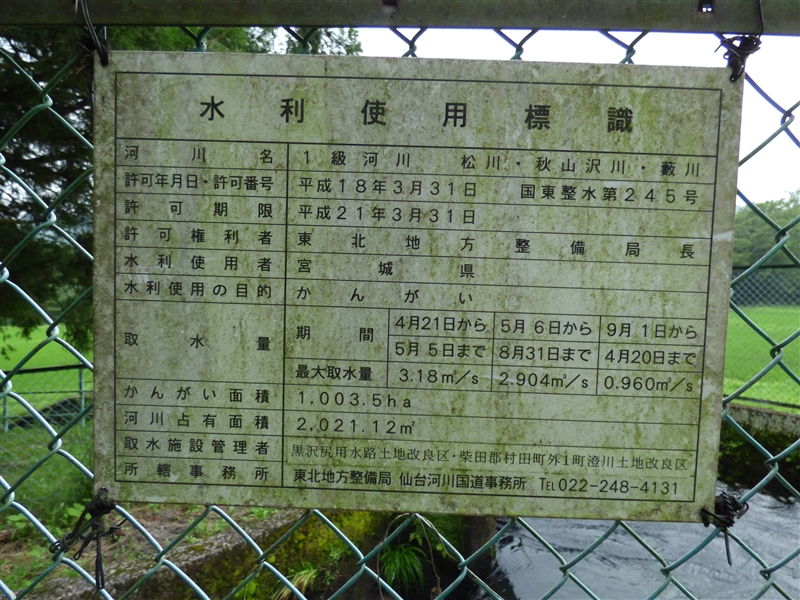 水利使用標識
河川名 1級河川 松川・秋山沢川・藪川
許可年月日・許可番号 平成18年3月31日 国東整水第245号
許可期限 平成21年3月31日
許可権利者 東北地方整備局長
水利使用者 宮城県
水利使用の目的 かんがい
取水量 期間 4月21日から 5月6日から 9月1日から
5月5日まで 8月31日まで 4月20日まで
最大取水量 3.18㎥/s 2.904㎥/s 0.960㎥/s
かんがい面積 1,003.5ha
河川占有面積 2,021.12㎡
取水施設管理者 黒沢尻用水路土地改良区・柴田郡村田町外1町澄川土地改良区
所轄事務所 東北地方整備局 仙台河川国道事務所 TEL022-248-4131